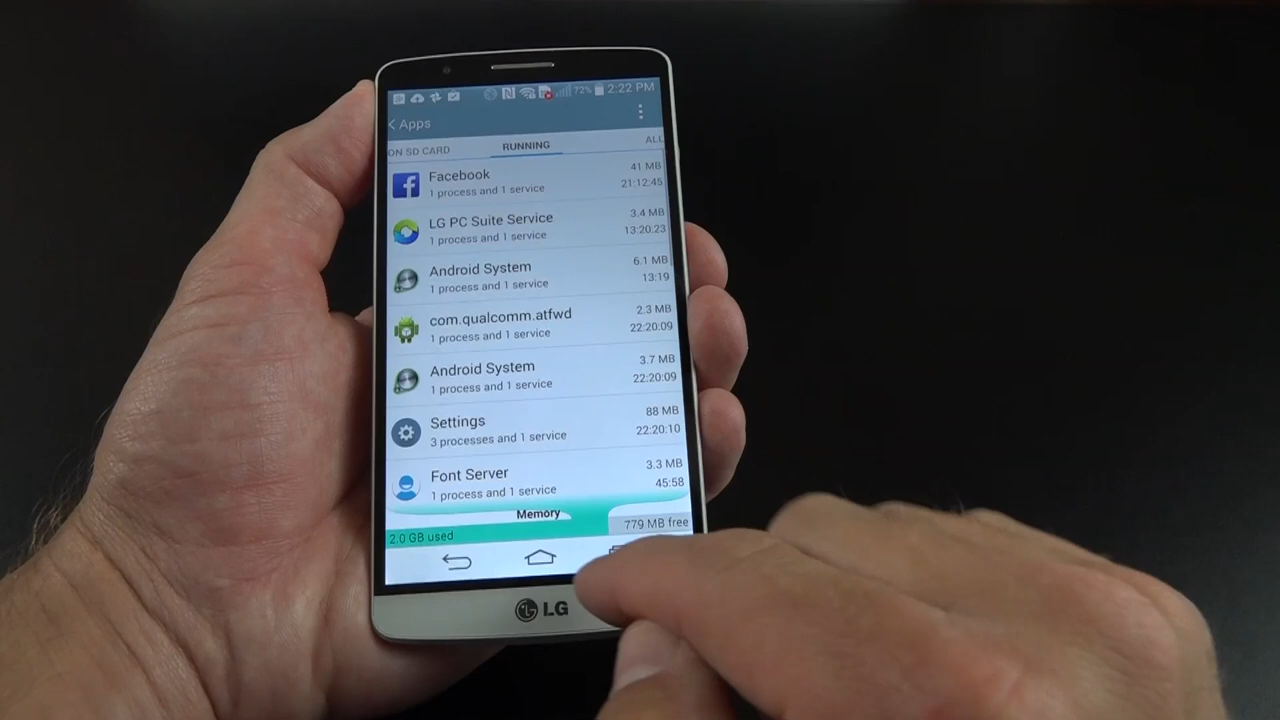 72% 2:22 PM
Apps
ON SD CARD RUNNING ALL
Facebook 41 MB
1 process and 1 service 21:12:45
LG PC Suite Service 3.4 MB
1 process and 1 service 13:20:23
Android System 6.1 MB
1 process and 1 service 13:19
com.qualcomm.atfwd 2.3 MB
1 process and 1 service 22:20:09
Android System 3.7 MB
1 process and 1 service 22:20:09
Settings 88 MB
3 processes and 1 service 22:20:10
Font Server 3.3 MB
1 process and 1 service 45:58
Memory
2.0 GB used 779 MB free
LG